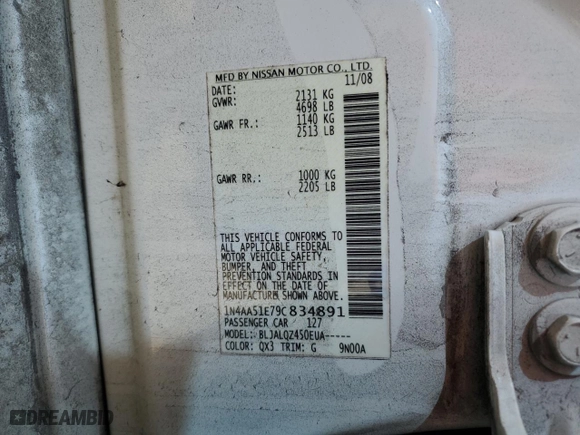 MFD BY NISSAN MOTOR CO., LTD.
DATE: 11/08
GVWR: 2131 KG
4698 LB
GAWR FR.: 1140 KG
2513 LB
GAWR RR.: 1000 KG
2205 LB
THIS VEHICLE CONFORMS TO
ALL APPLICABLE FEDERAL
MOTOR VEHICLE SAFETY,
BUMPER, AND THEFT
PREVENTION STANDARDS IN
EFFECT ON THE DATE OF
MANUFACTURE SHOWN ABOVE.
1N4AA51E79C834891
PASSENGER CAR 127
MODEL: BLJALQZ450EUA-----
COLOR: QX3 TRIM: G 9N00A
DREAMBID